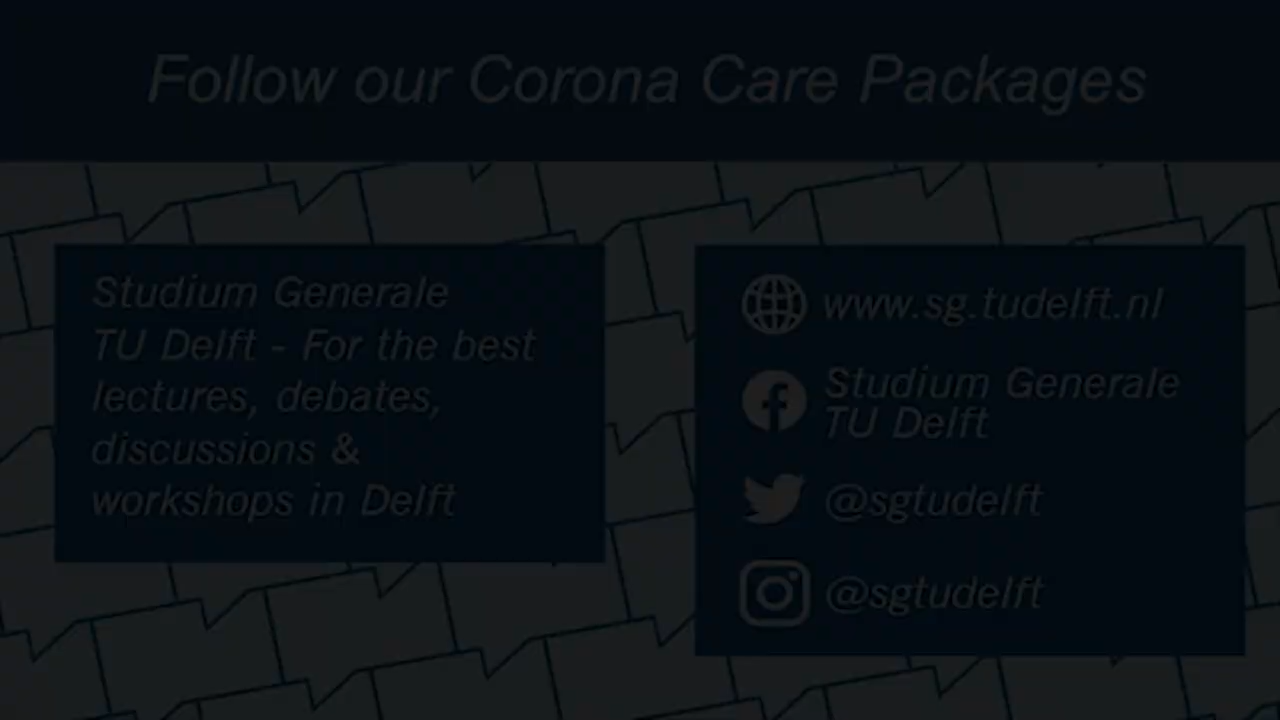 Follow our Corona Care Packages
Studium Generale
TU Delft - For the best
lectures, debates,
discussions &
workshops in Delft
www.sg.tudelft.nl
Studium Generale
TU Delft
@sgtudelft
@sgtudelft